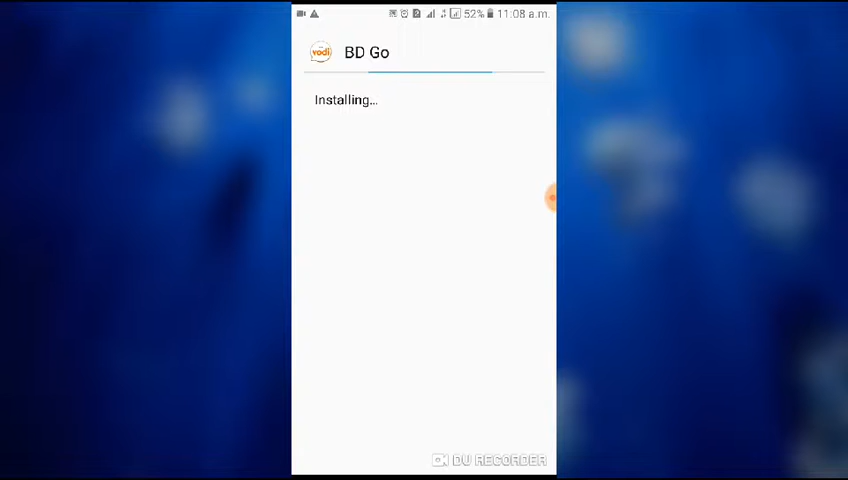 52% 11:08 a.m.
vodi
BD Go
Installing...
DU RECORDER